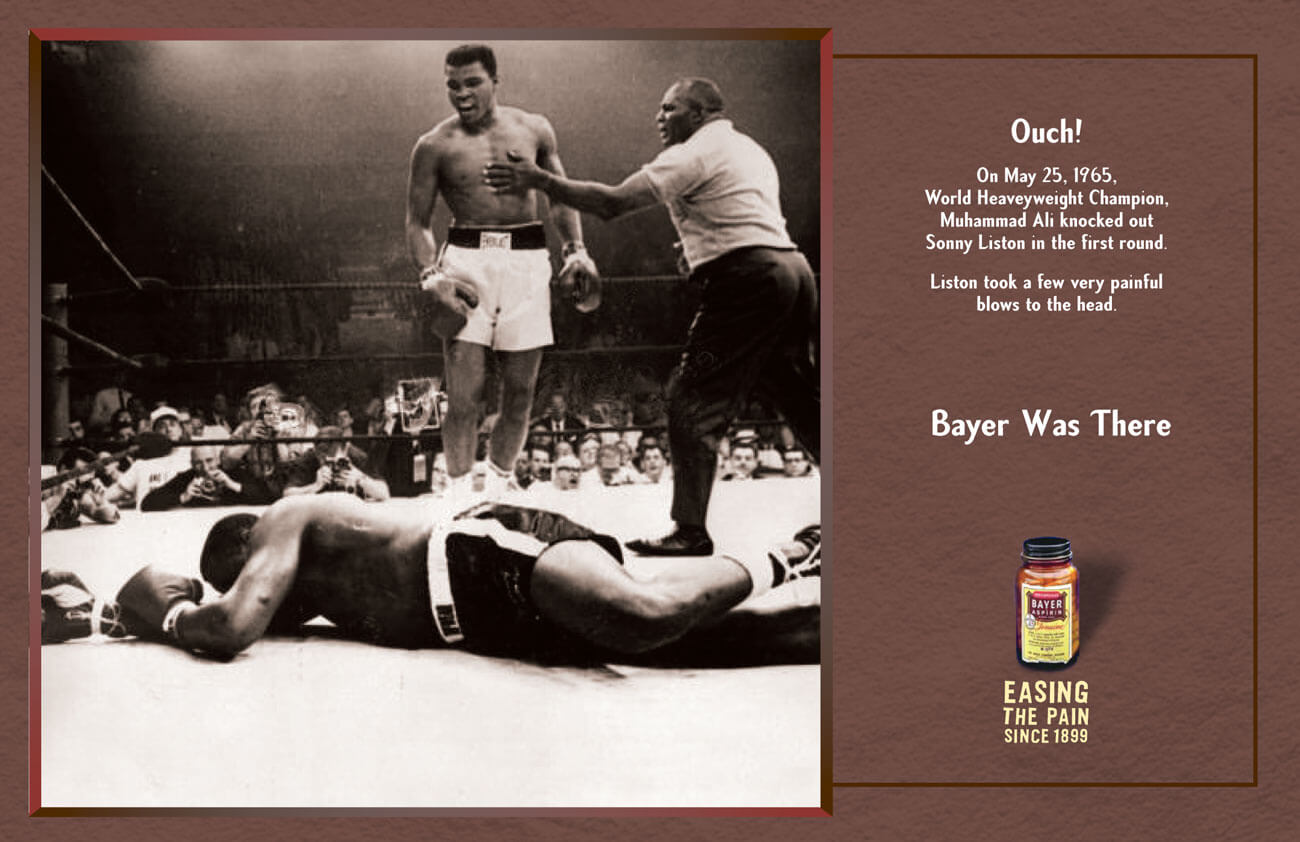 Ouch!
On May 25, 1965,
World Heaveyweight Champion,
Muhammad Ali knocked out
Sonny Liston in the first round.
Liston took a few very painful
blows to the head.
Bayer Was There
BAYER
ASPIRIN
Genuine
EASING
THE PAIN
SINCE 1899